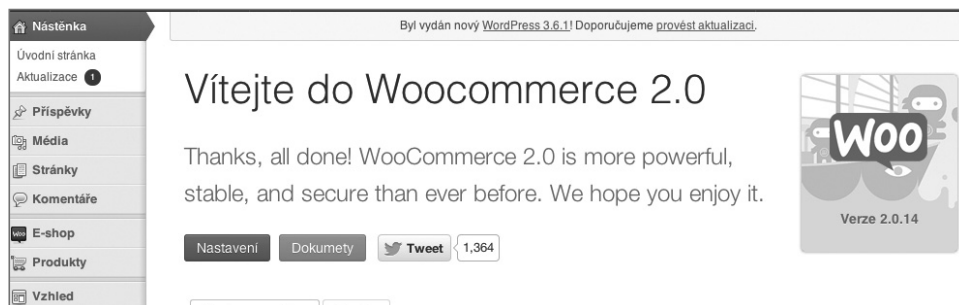 Nástěnka
Byl vydán nový WordPress 3.6.1! Doporučujeme provést aktualizaci.
Úvodní stránka
Aktualizace 1
Příspěvky
Média
Stránky
Komentáře
E-shop
Produkty
Vzhled
Vítejte do Woocommerce 2.0
Thanks, all done! WooCommerce 2.0 is more powerful,
stable, and secure than ever before. We hope you enjoy it.
Nastavení Dokumety Tweet 1,364
Woo
Verze 2.0.14